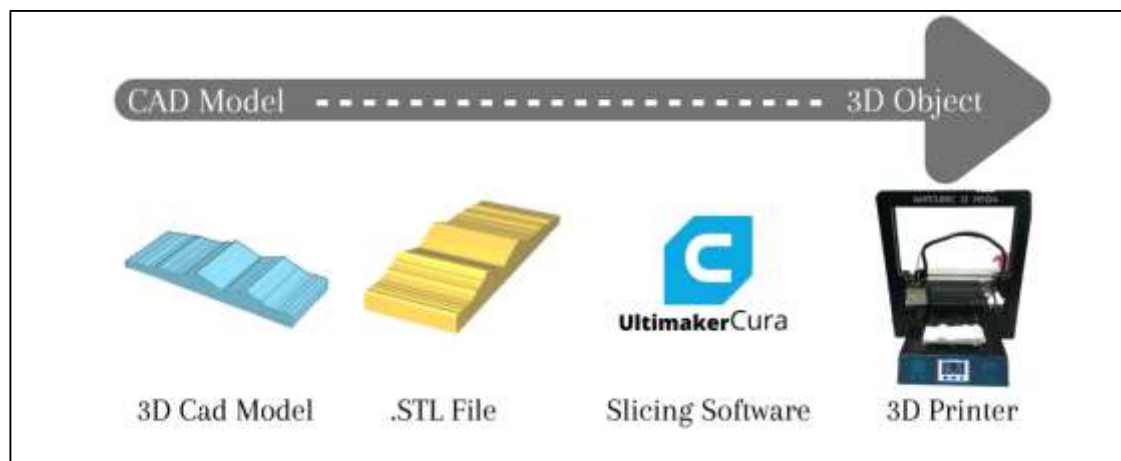 CAD Model
3D Object
UltimakerCura
3D Cad Model
.STL File
Slicing Software
3D Printer